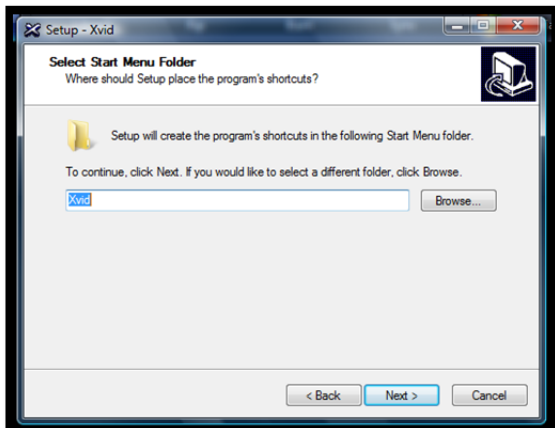 Setup - Xvid
Select Start Menu Folder
Where should Setup place the program's shortcuts?
Setup will create the program's shortcuts in the following Start Menu folder.
To continue, click Next. If you would like to select a different folder, click Browse.
Xvid
Browse...
< Back
Next >
Cancel